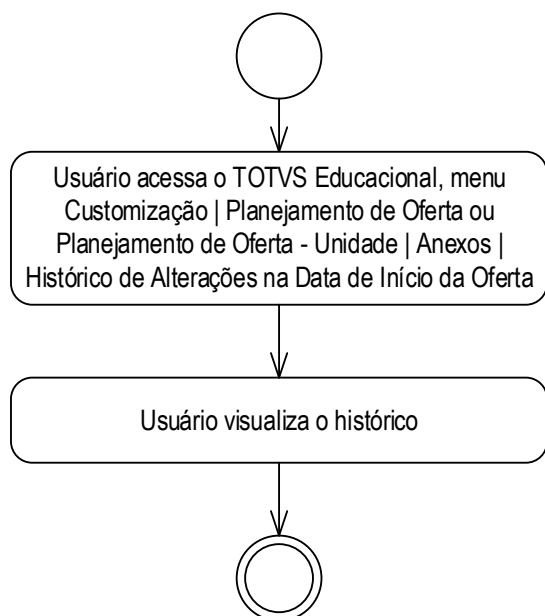 Usuário acessa o TOTVS Educacional, menu
Customização | Planejamento de Oferta ou
Planejamento de Oferta - Unidade | Anexos |
Histórico de Alterações na Data de Início da Oferta
Usuário visualiza o histórico